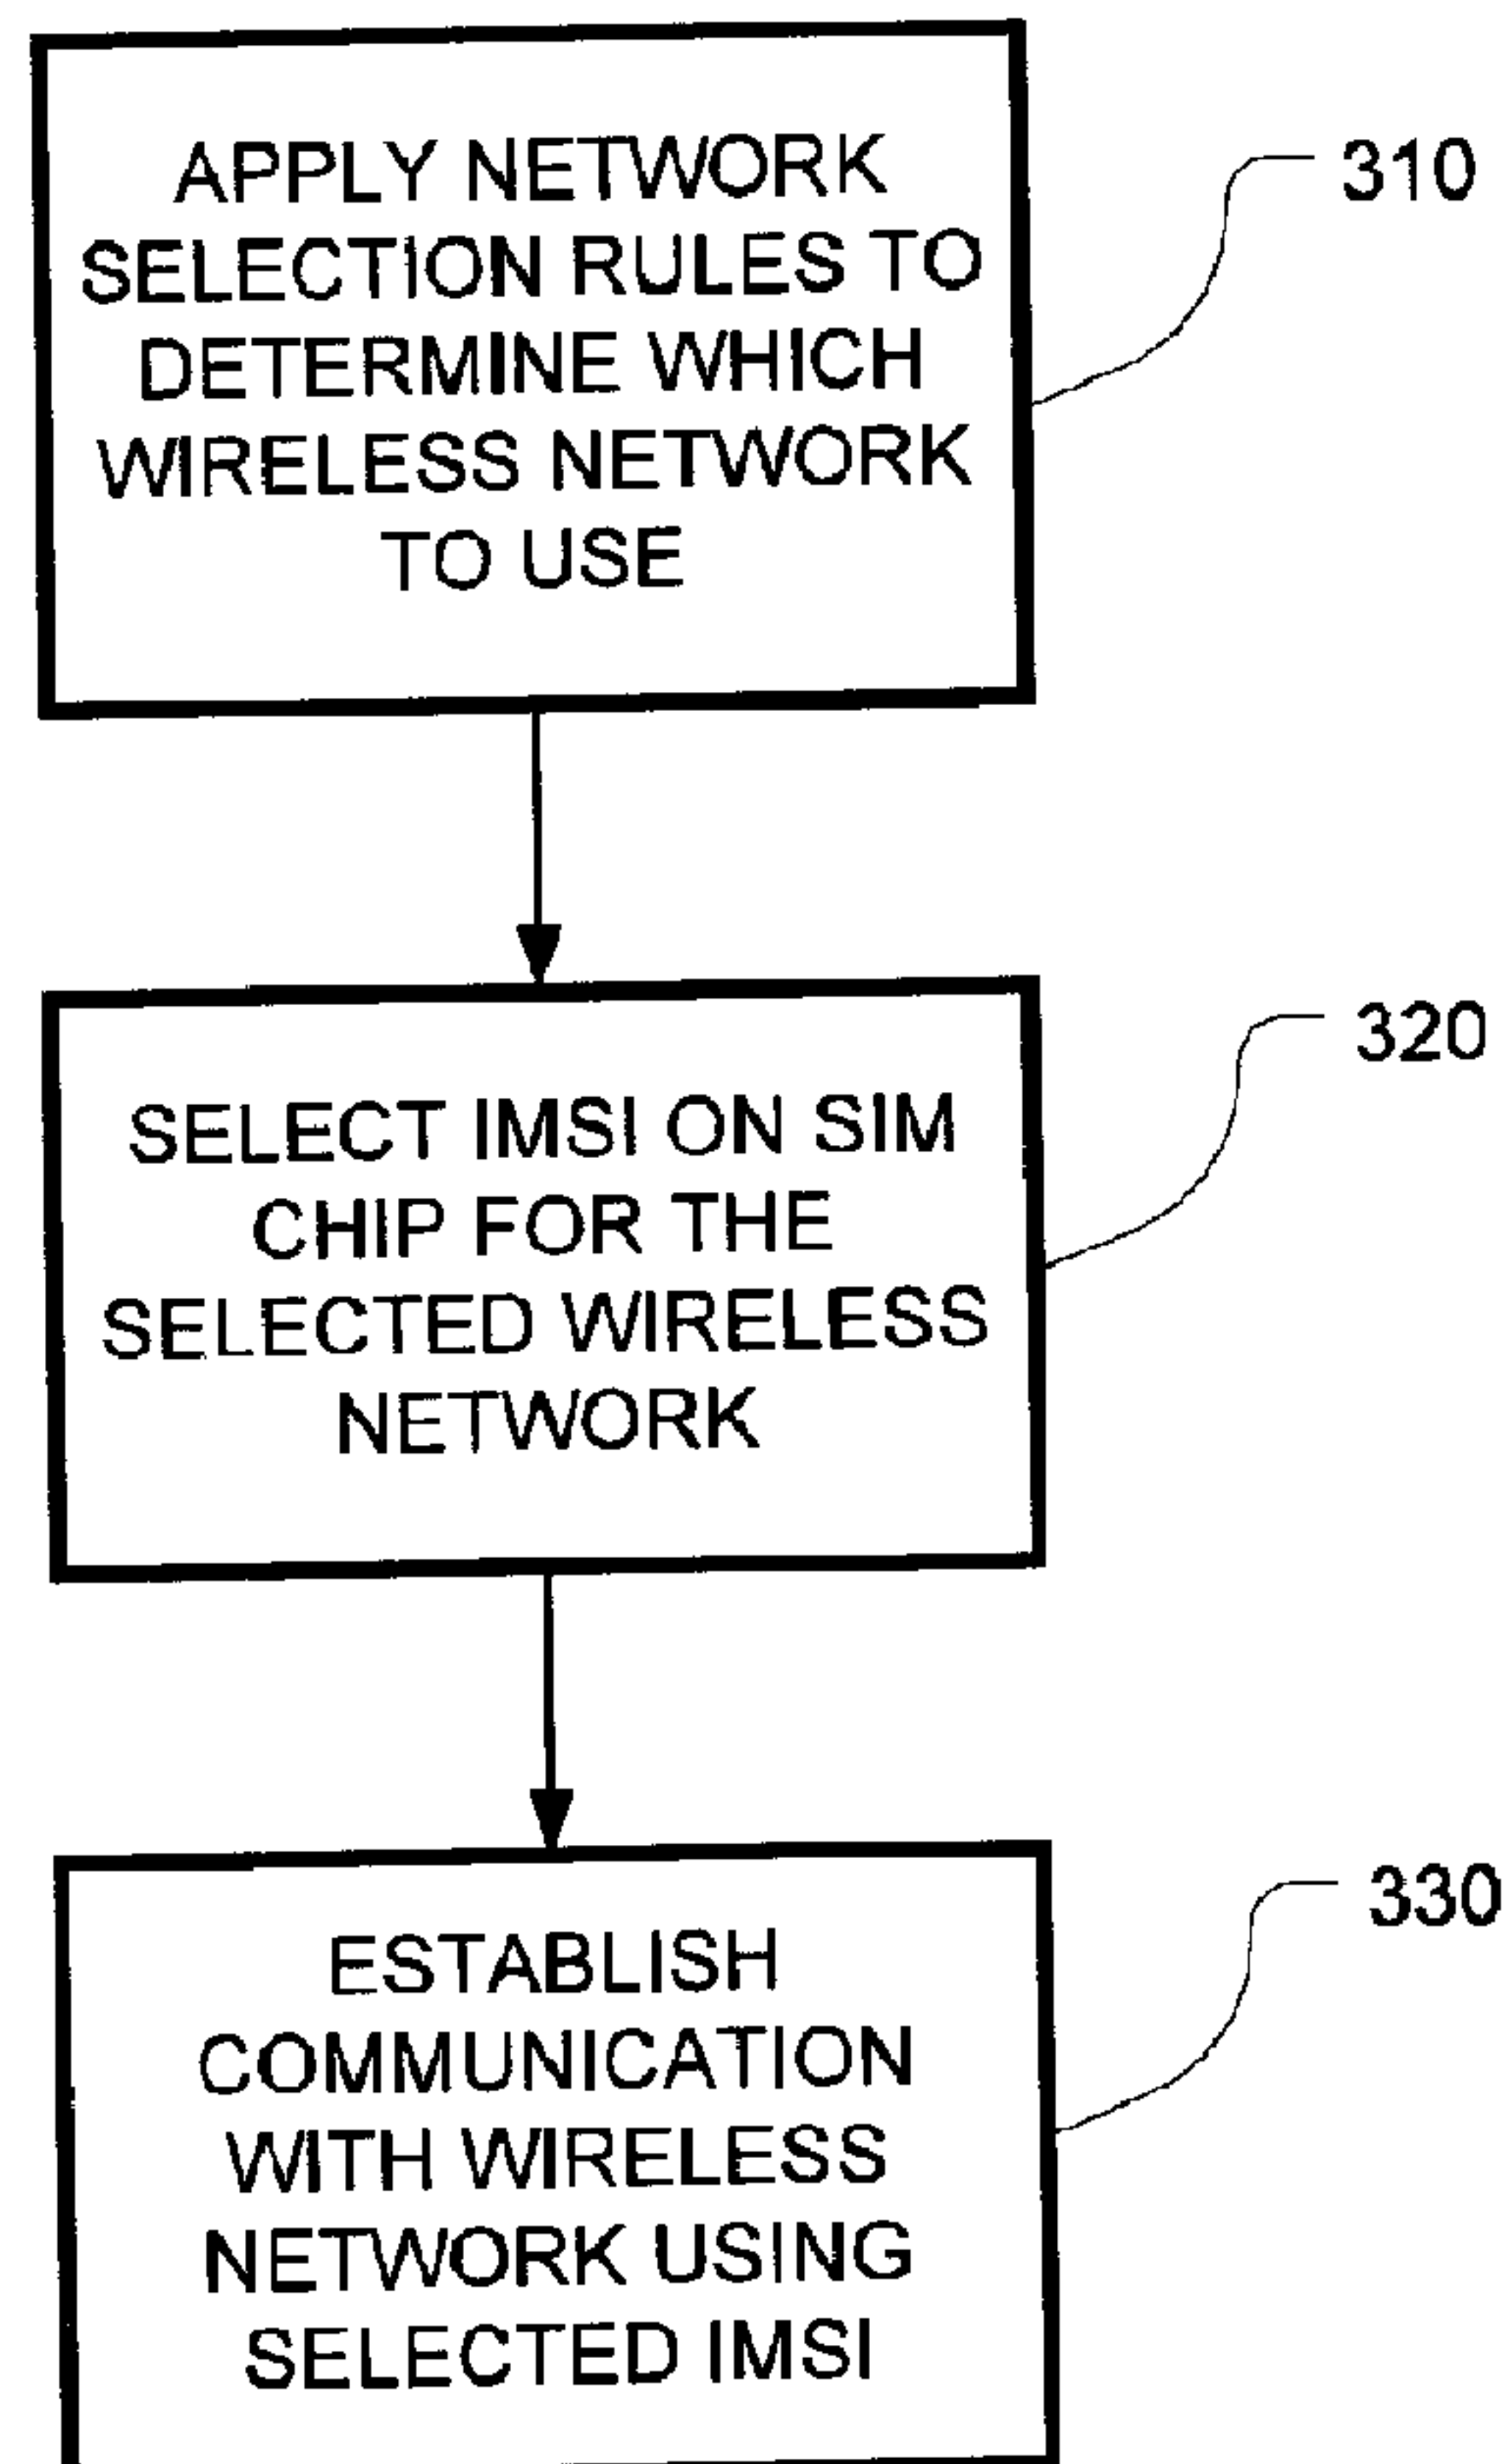 APPLY NETWORK
SELECTION RULES TO
DETERMINE WHICH
WIRELESS NETWORK
TO USE
310
SELECT IMSI ON SIM
CHIP FOR THE
SELECTED WIRELESS
NETWORK
320
ESTABLISH
COMMUNICATION
WITH WIRELESS
NETWORK USING
SELECTED IMSI
330